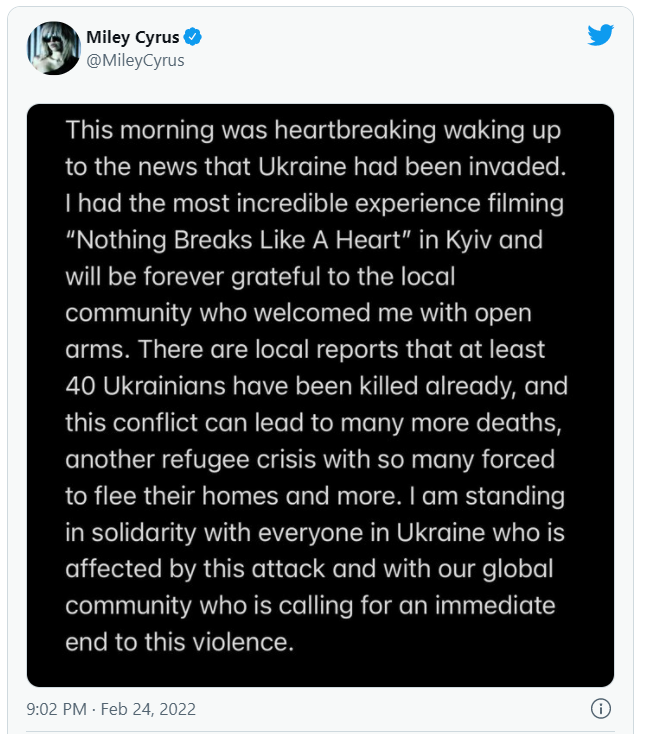 Miley Cyrus
@MileyCyrus
This morning was heartbreaking waking up
to the news that Ukraine had been invaded.
I had the most incredible experience filming
“Nothing Breaks Like A Heart” in Kyiv and
will be forever grateful to the local
community who welcomed me with open
arms. There are local reports that at least
40 Ukrainians have been killed already, and
this conflict can lead to many more deaths,
another refugee crisis with so many forced
to flee their homes and more. I am standing
in solidarity with everyone in Ukraine who is
affected by this attack and with our global
community who is calling for an immediate
end to this violence.
9:02 PM · Feb 24, 2022